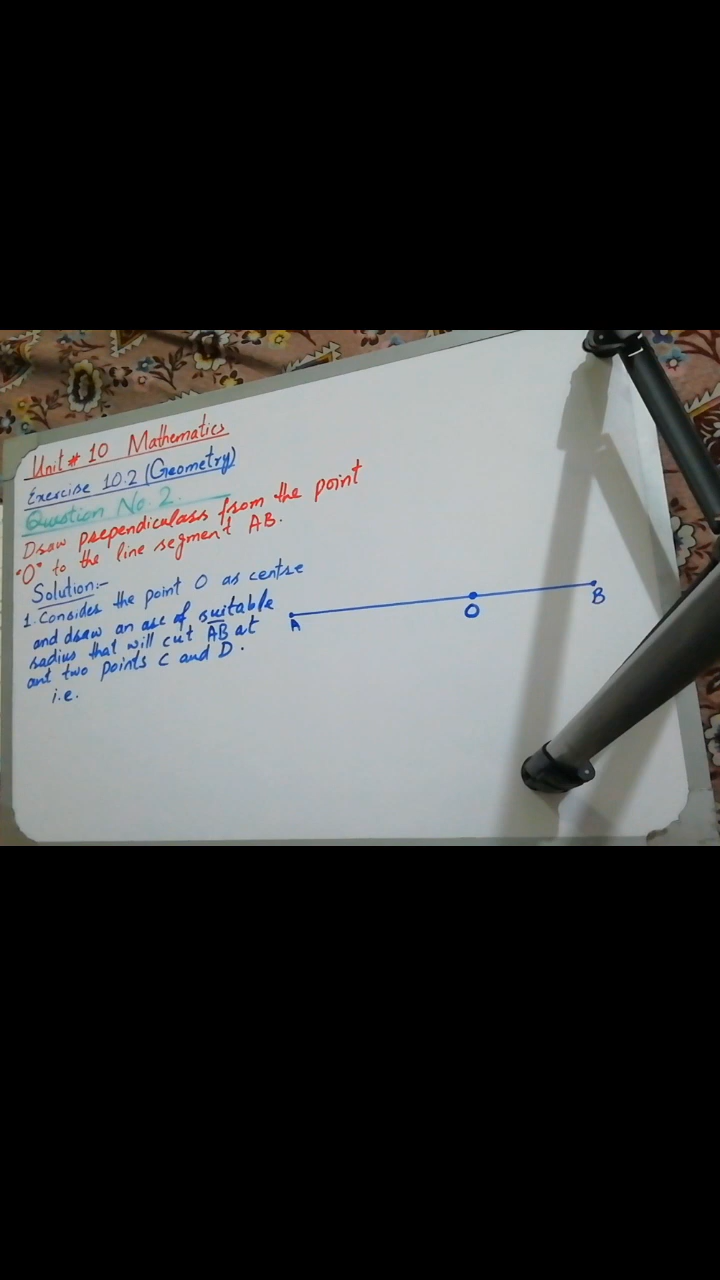 Unit # 10 Mathematics
Exercise 10.2 (Geometry)
Question No. 2.
Draw prependiculars from the point
"O" to the line segment AB.
Solution:-
1. Consider the point O as centre
and draw an arc of suitable
radius that will cut AB at
ant two points C and D.
i.e.
A
O
B